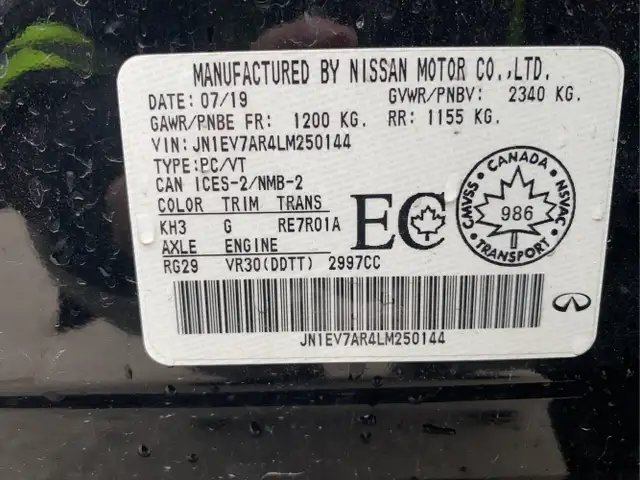 MANUFACTURED BY NISSAN MOTOR CO.,LTD.
DATE: 07/19 GVWR/PNBV: 2340 KG.
GAWR/PNBE FR: 1200 KG. RR: 1155 KG.
VIN: JN1EV7AR4LM250144
TYPE:PC/VT
CAN ICES-2/NMB-2
COLOR TRIM TRANS
KH3 G RE7R01A
AXLE ENGINE
RG29 VR30(DDTT) 2997CC
EC
CANADA
CMVSS
NSVAC
986
TRANSPORT
JN1EV7AR4LM250144